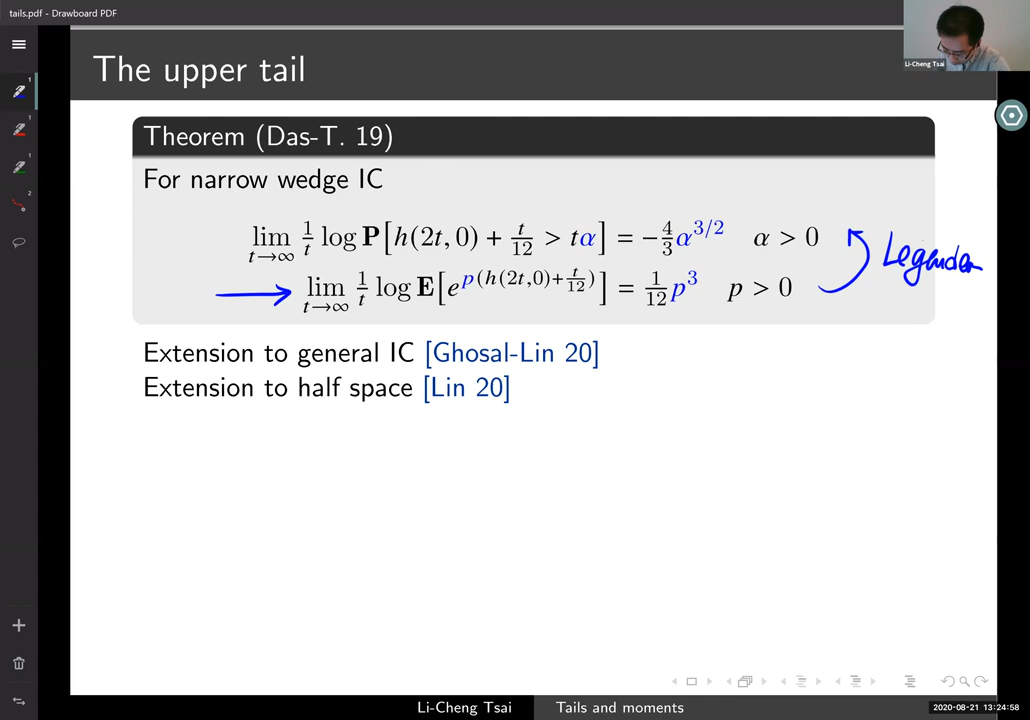 tails.pdf - Drawboard PDF
Li-Cheng Tsai
The upper tail
Theorem (Das-T. 19)
For narrow wedge IC
lim_{t→∞} 1/t log P[h(2t, 0) + t/12 > tα] = −4/3 α^{3/2}   α > 0
lim_{t→∞} 1/t log E[e^{p(h(2t,0)+t/12)}] = 1/12 p^3   p > 0
Extension to general IC [Ghosal-Lin 20]
Extension to half space [Lin 20]
Li-Cheng Tsai   Tails and moments
2020-08-21 13:24:58